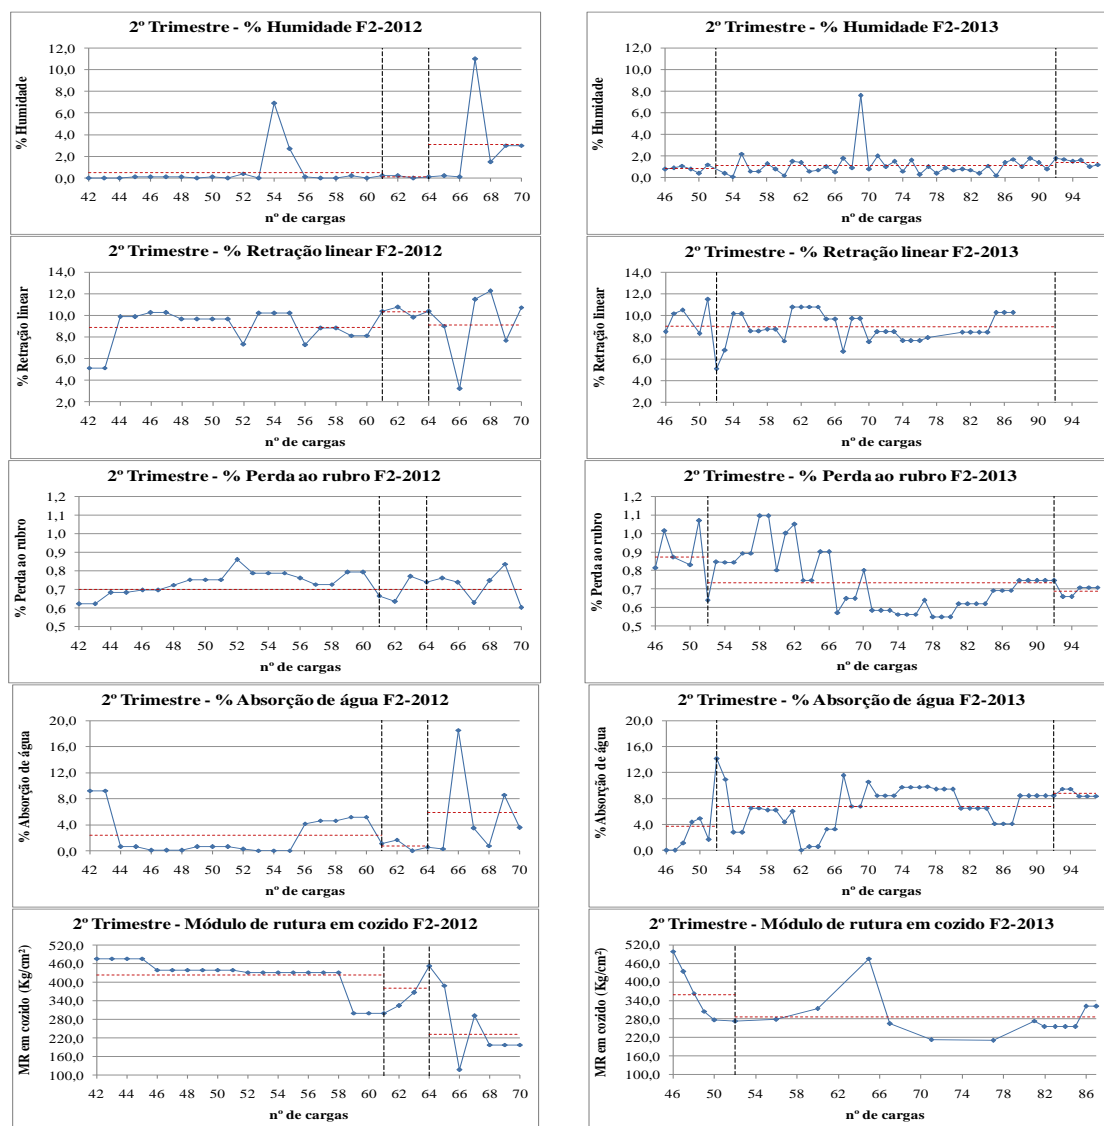 2º Trimestre - % Humidade F2-2012
12,0
10,0
8,0
6,0
4,0
2,0
0,0
% Humidade
42 44 46 48 50 52 54 56 58 60 62 64 66 68 70
nº de cargas
2º Trimestre - % Humidade F2-2013
12,0
10,0
8,0
6,0
4,0
2,0
0,0
% Humidade
46 50 54 58 62 66 70 74 78 82 86 90 94
nº de cargas
2º Trimestre - % Retração linear F2-2012
14,0
12,0
10,0
8,0
6,0
4,0
2,0
% Retração linear
42 44 46 48 50 52 54 56 58 60 62 64 66 68 70
nº de cargas
2º Trimestre - % Retração linear F2-2013
14,0
12,0
10,0
8,0
6,0
4,0
2,0
% Retração linear
46 50 54 58 62 66 70 74 78 82 86 90 94
nº de cargas
2º Trimestre - % Perda ao rubro F2-2012
1,2
1,1
1,0
0,9
0,8
0,7
0,6
0,5
% Perda ao rubro
42 44 46 48 50 52 54 56 58 60 62 64 66 68 70
nº de cargas
2º Trimestre - % Perda ao rubro F2-2013
1,2
1,1
1,0
0,9
0,8
0,7
0,6
0,5
% Perda ao rubro
46 50 54 58 62 66 70 74 78 82 86 90 94
nº de cargas
2º Trimestre - % Absorção de água F2-2012
20,0
16,0
12,0
8,0
4,0
0,0
% Absorção de água
42 44 46 48 50 52 54 56 58 60 62 64 66 68 70
nº de cargas
2º Trimestre - % Absorção de água F2-2013
20,0
16,0
12,0
8,0
4,0
0,0
% Absorção de água
46 50 54 58 62 66 70 74 78 82 86 90 94
nº de cargas
2º Trimestre - Módulo de rutura em cozido F2-2012
520,0
460,0
400,0
340,0
280,0
220,0
160,0
100,0
MR em cozido (Kg/cm²)
42 44 46 48 50 52 54 56 58 60 62 64 66 68 70
nº de cargas
2º Trimestre - Módulo de rutura em cozido F2-2013
520,0
460,0
400,0
340,0
280,0
220,0
160,0
100,0
MR em cozido (Kg/cm²)
46 50 54 58 62 66 70 74 78 82 86
nº de cargas